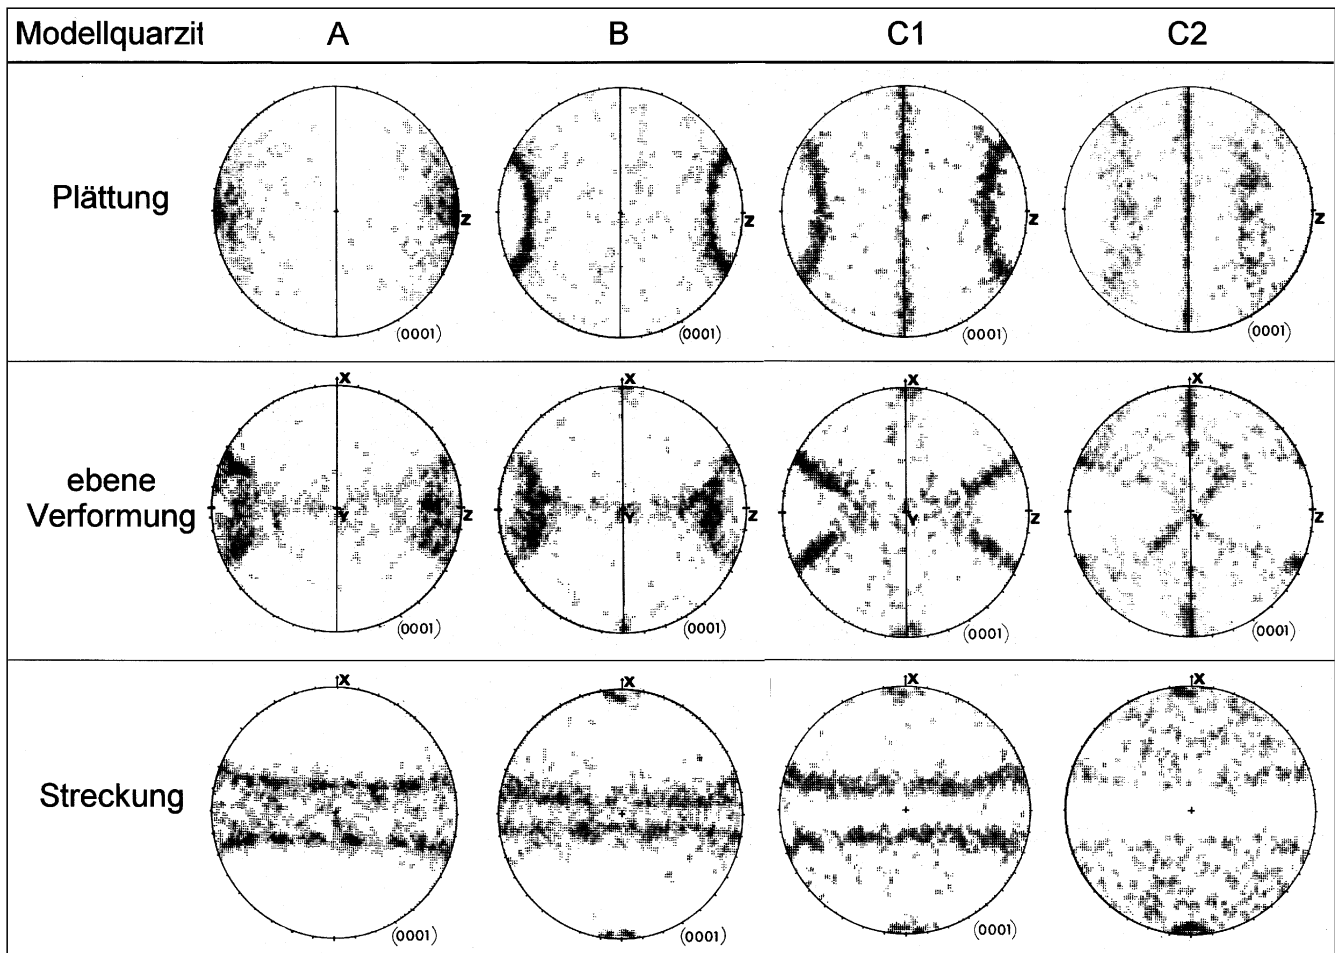 Modellquarzit A B C1 C2
Plättung
Z Z Z Z
(0001) (0001) (0001) (0001)
X X X X
ebene
Verformung
Y Z Y Z Y Z Y Z
(0001) (0001) (0001) (0001)
X X X X
Streckung
(0001) (0001) (0001)